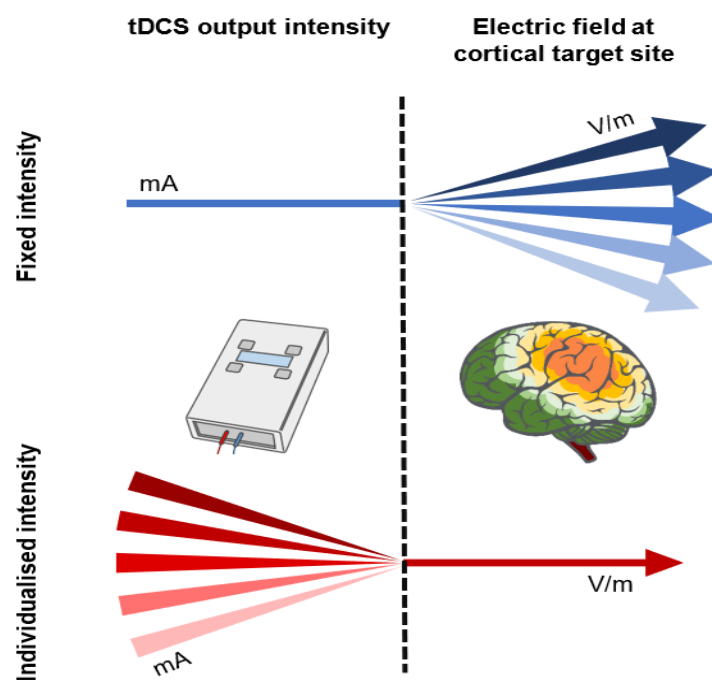 tDCS output intensity
Electric field at
cortical target site
Fixed intensity
mA
V/m
Individualised intensity
mA
V/m